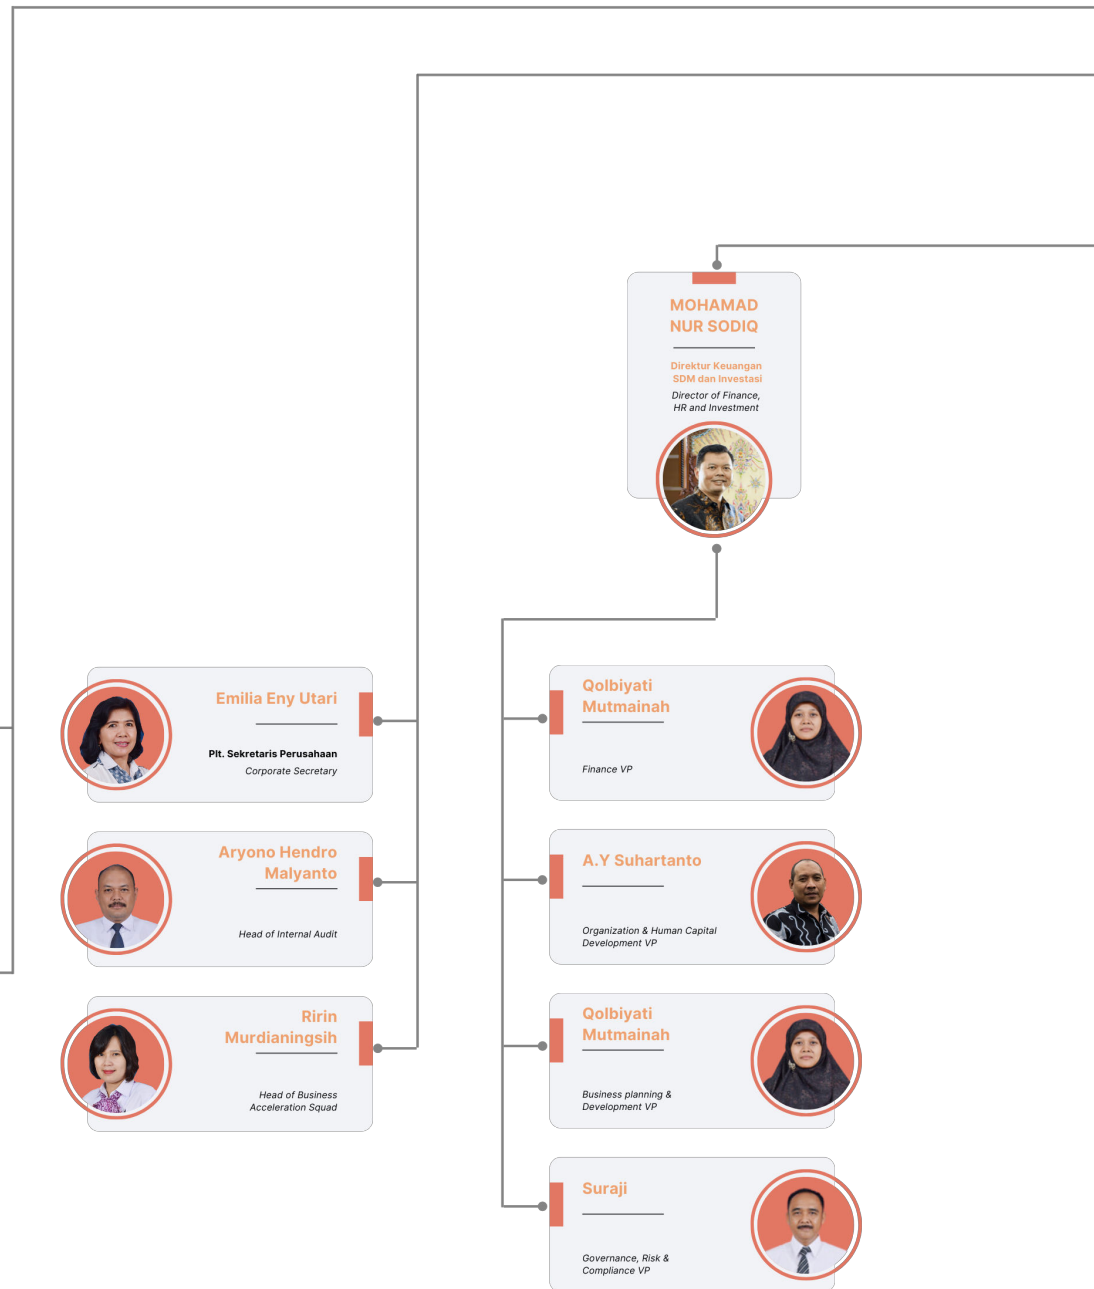 MOHAMAD
NUR SODIQ
Direktur Keuangan
SDM dan Investasi
Director of Finance,
HR and Investment
Emilia Eny Utari
Plt. Sekretaris Perusahaan
Corporate Secretary
Aryono Hendro
Malyanto
Head of Internal Audit
Ririn
Murdianingsih
Head of Business
Acceleration Squad
Qolbiyati
Mutmainah
Finance VP
A.Y Suhartanto
Organization & Human Capital
Development VP
Qolbiyati
Mutmainah
Business planning &
Development VP
Suraji
Governance, Risk &
Compliance VP